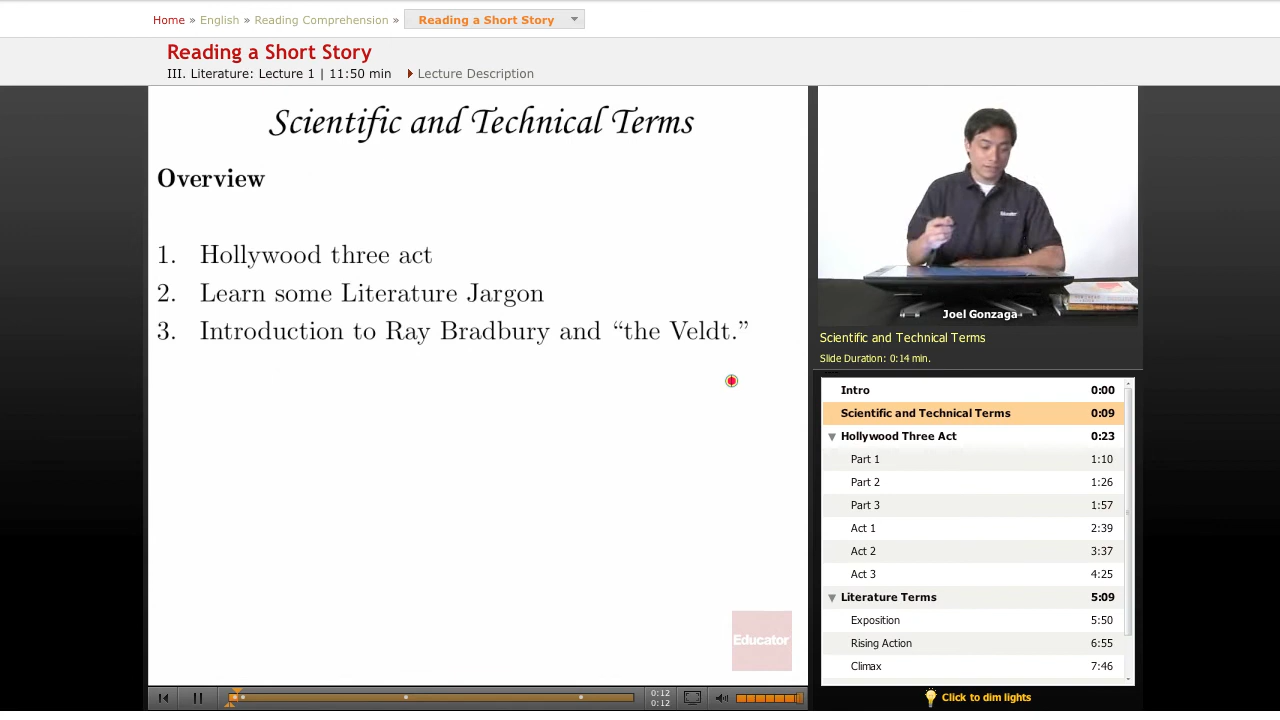 Home » English » Reading Comprehension » Reading a Short Story
Reading a Short Story
III. Literature: Lecture 1 | 11:50 min Lecture Description
Scientific and Technical Terms
Overview
1. Hollywood three act
2. Learn some Literature Jargon
3. Introduction to Ray Bradbury and “the Veldt.”
Educator
0:12
0:12
Educator
Joel Gonzaga
Scientific and Technical Terms
Slide Duration: 0:14 min.
Intro 0:00
Scientific and Technical Terms 0:09
Hollywood Three Act 0:23
Part 1 1:10
Part 2 1:26
Part 3 1:57
Act 1 2:39
Act 2 3:37
Act 3 4:25
Literature Terms 5:09
Exposition 5:50
Rising Action 6:55
Climax 7:46
Click to dim lights